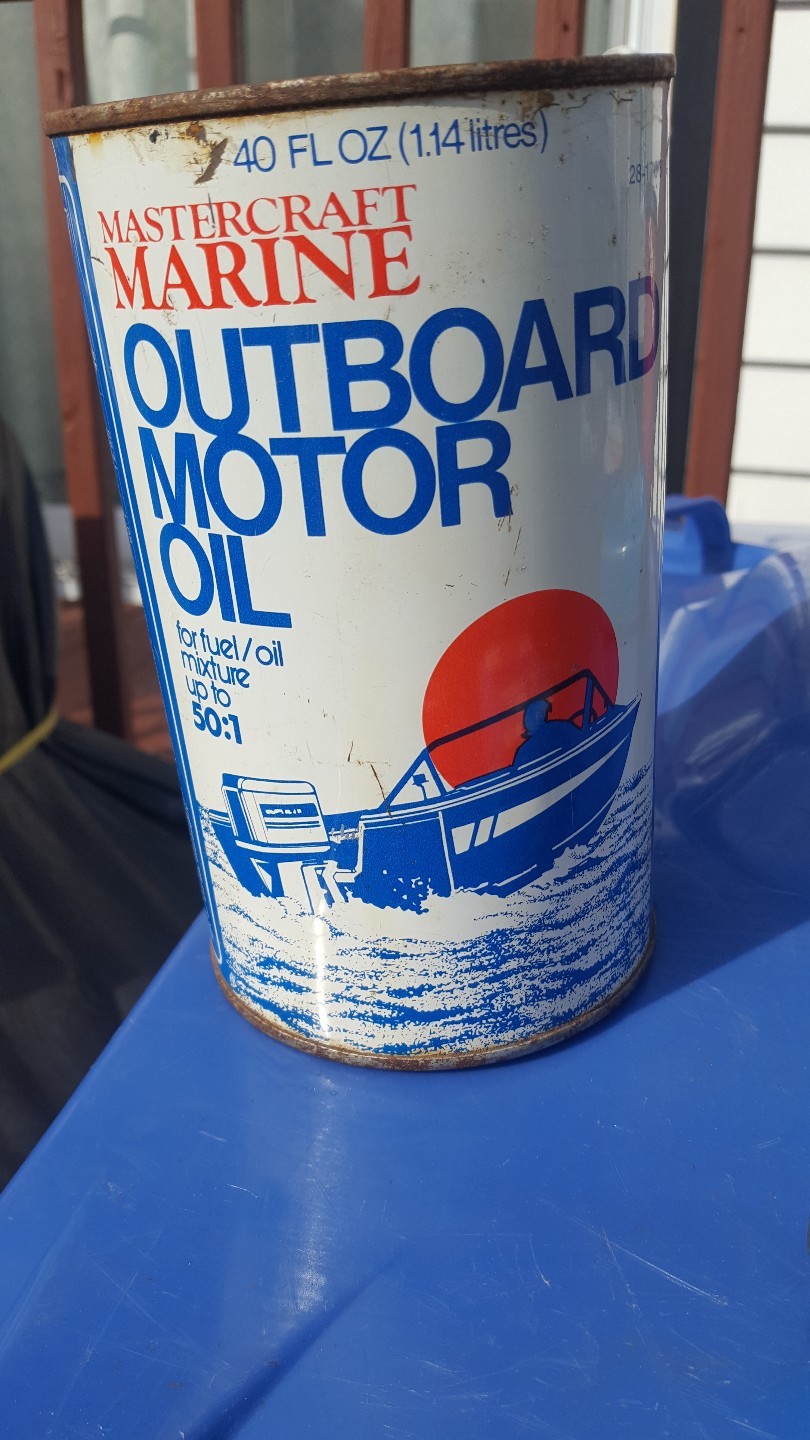 40 FL OZ (1.14 litres)
MASTERCRAFT
MARINE
OUTBOARD
MOTOR
OIL
for fuel/oil
mixture
up to
50:1